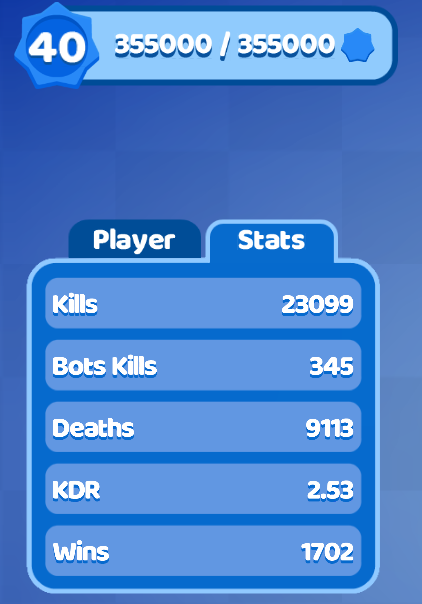 40 355000 / 355000
Player Stats
Kills 23099
Bots Kills 345
Deaths 9113
KDR 2.53
Wins 1702